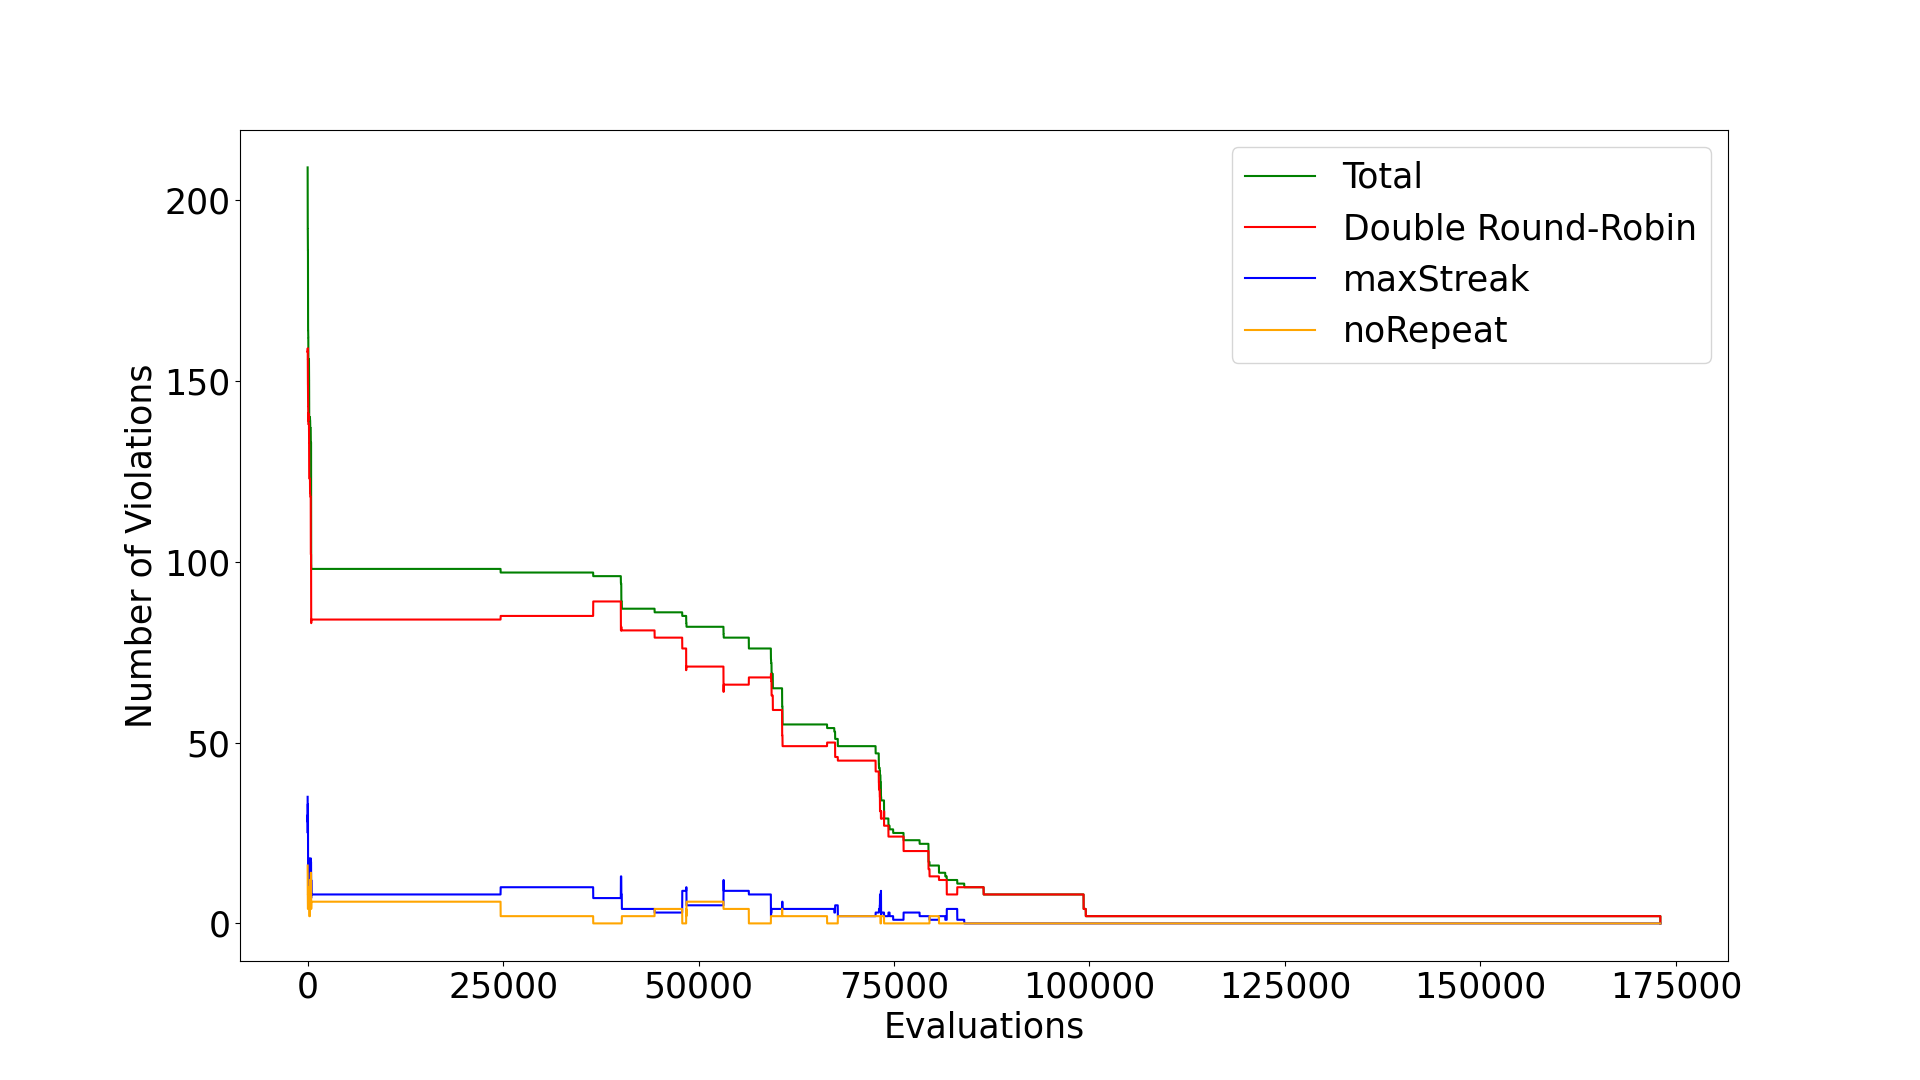 Number of Violations
200
150
100
50
0
0 25000 50000 75000 100000 125000 150000 175000
Evaluations
Total
Double Round-Robin
maxStreak
noRepeat